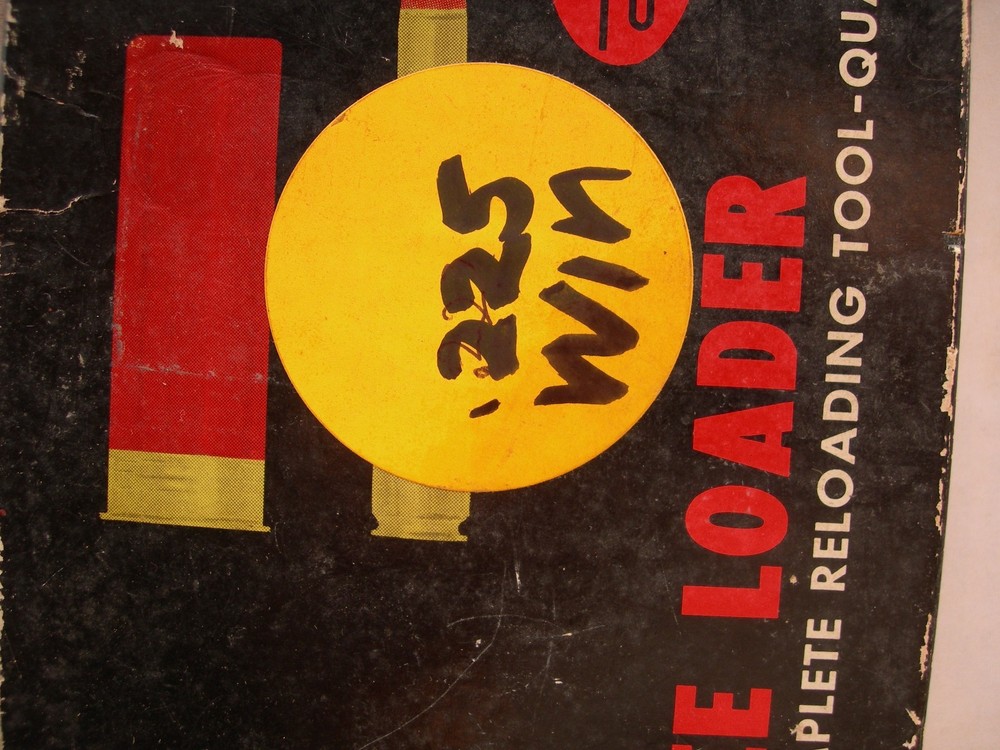 .225
WIN
E LOADER
PLETE RELOADING TOOL-QUA